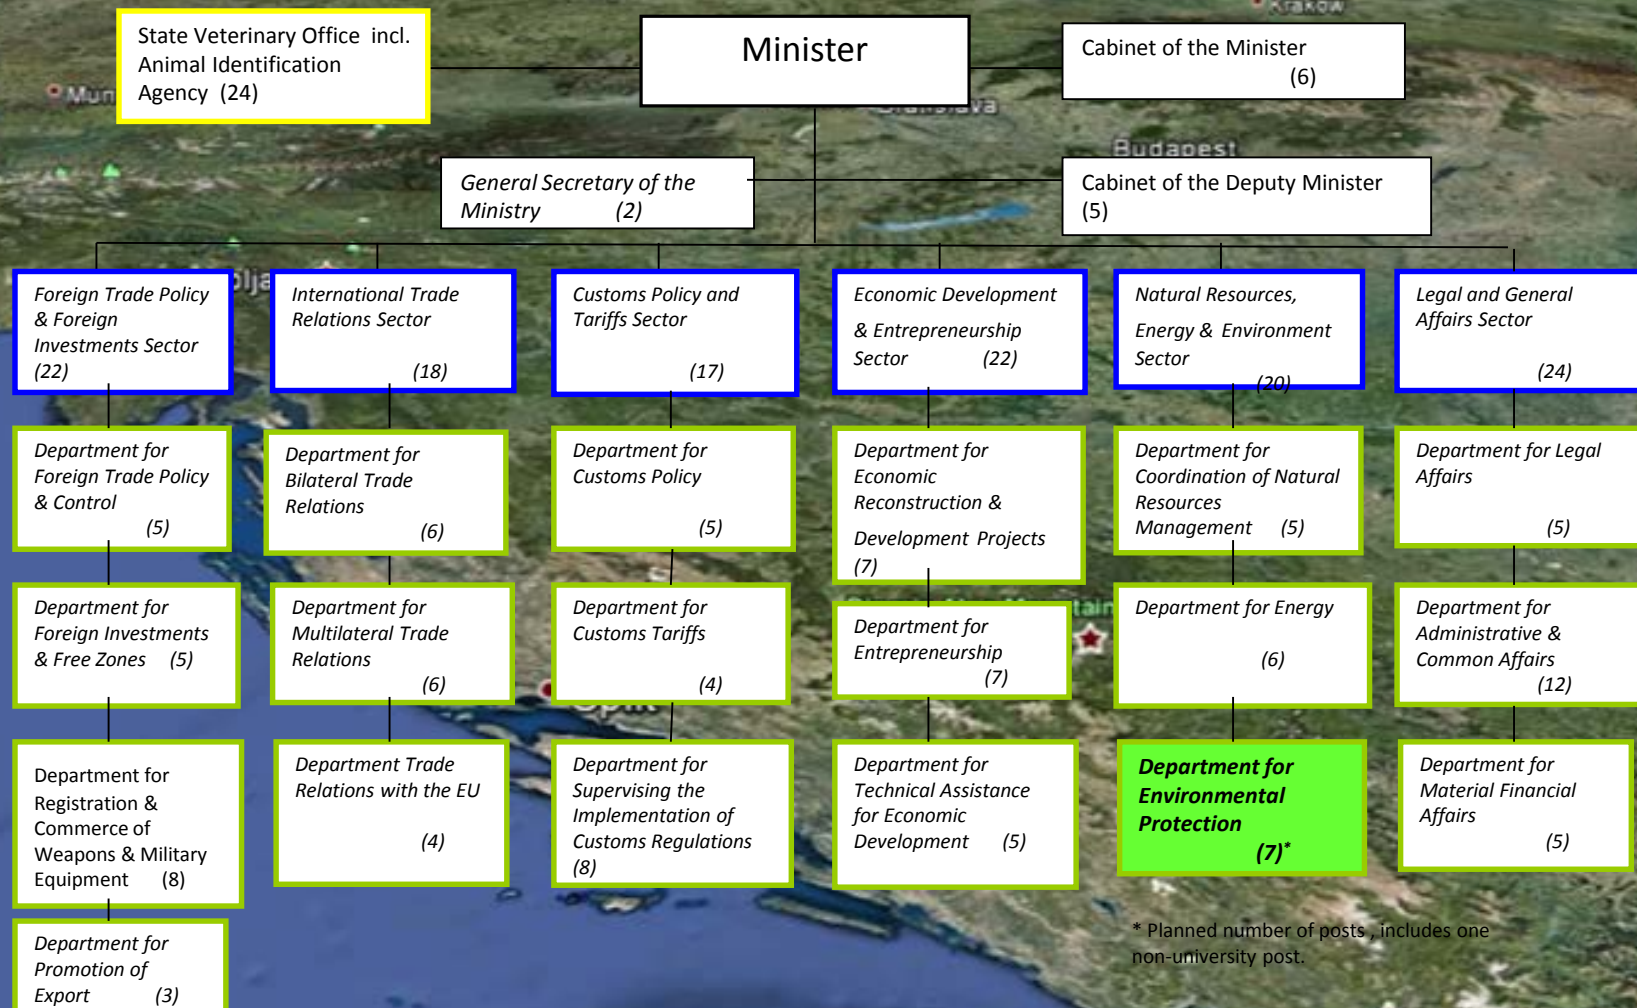 Krakow
State Veterinary Office incl.
Animal Identification
Agency (24)
Minister
Cabinet of the Minister
(6)
Budapest
General Secretary of the
Ministry (2)
Cabinet of the Deputy Minister
(5)
Foreign Trade Policy
& Foreign
Investments Sector
(22)
International Trade
Relations Sector
(18)
Customs Policy and
Tariffs Sector
(17)
Economic Development
& Entrepreneurship
Sector (22)
Natural Resources,
Energy & Environment
Sector
(20)
Legal and General
Affairs Sector
(24)
Department for
Foreign Trade Policy
& Control
(5)
Department for
Bilateral Trade
Relations
(6)
Department for
Customs Policy
(5)
Department for
Economic
Reconstruction &
Development Projects
(7)
Department for
Coordination of Natural
Resources
Management (5)
Department for Legal
Affairs
(5)
Department for
Foreign Investments
& Free Zones (5)
Department for
Multilateral Trade
Relations
(6)
Department for
Customs Tariffs
(4)
Department for
Entrepreneurship
(7)
Department for Energy
(6)
Department for
Administrative &
Common Affairs
(12)
Department for
Registration &
Commerce of
Weapons & Military
Equipment (8)
Department Trade
Relations with the EU
(4)
Department for
Supervising the
Implementation of
Customs Regulations
(8)
Department for
Technical Assistance
for Economic
Development (5)
Department for
Environmental
Protection
(7)*
Department for
Material Financial
Affairs
(5)
Department for
Promotion of
Export (3)
* Planned number of posts , includes one
non-university post.